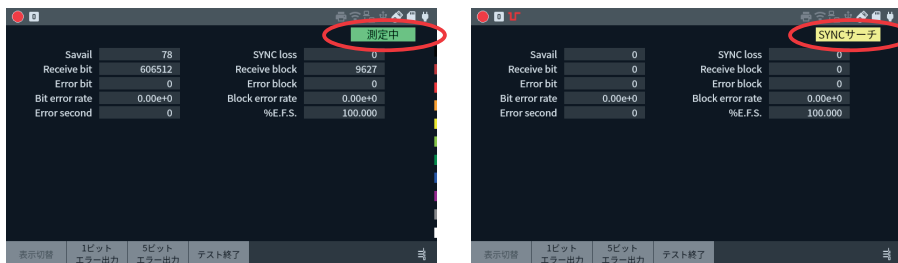 0
測定中
Savail 78 SYNC loss 0
Receive bit 606512 Receive block 9627
Error bit 0 Error block 0
Bit error rate 0.00e+0 Block error rate 0.00e+0
Error second 0 %E.F.S. 100.000
表示切替 1ビット エラー出力 5ビット エラー出力 テスト終了
0
SYNCサーチ
Savail 0 SYNC loss 0
Receive bit 0 Receive block 0
Error bit 0 Error block 0
Bit error rate 0.00e+0 Block error rate 0.00e+0
Error second 0 %E.F.S. 100.000
表示切替 1ビット エラー出力 5ビット エラー出力 テスト終了